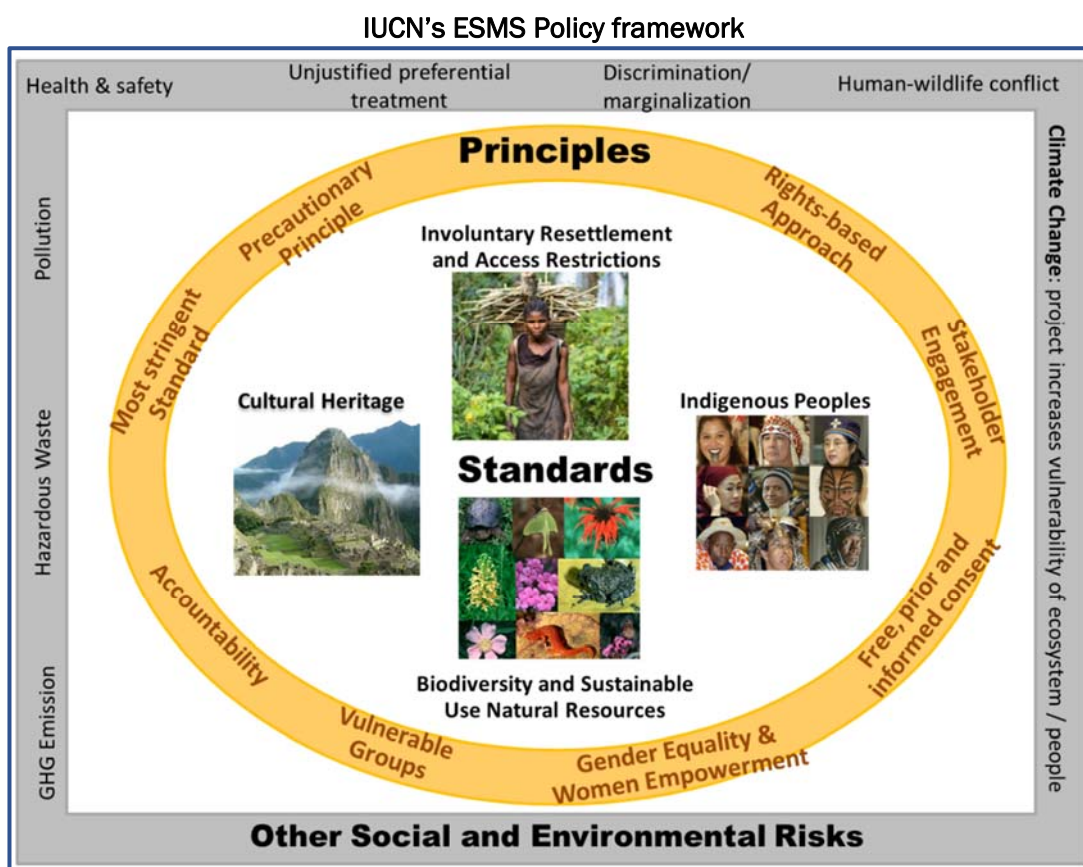 IUCN's ESMS Policy framework
Health & safety
Unjustified preferential
treatment
Discrimination/
marginalization
Human-wildlife conflict
Climate Change: project increases vulnerability of ecosystem / people
Pollution
Hazardous Waste
GHG Emission
Principles
Precautionary
Principle
Rights-based
Approach
Most stringent
Standard
Stakeholder
Engagement
Involuntary Resettlement
and Access Restrictions
Cultural Heritage
Indigenous Peoples
Standards
Biodiversity and Sustainable
Use Natural Resources
Accountability
Free, prior and
informed consent
Vulnerable
Groups
Gender Equality &
Women Empowerment
Other Social and Environmental Risks